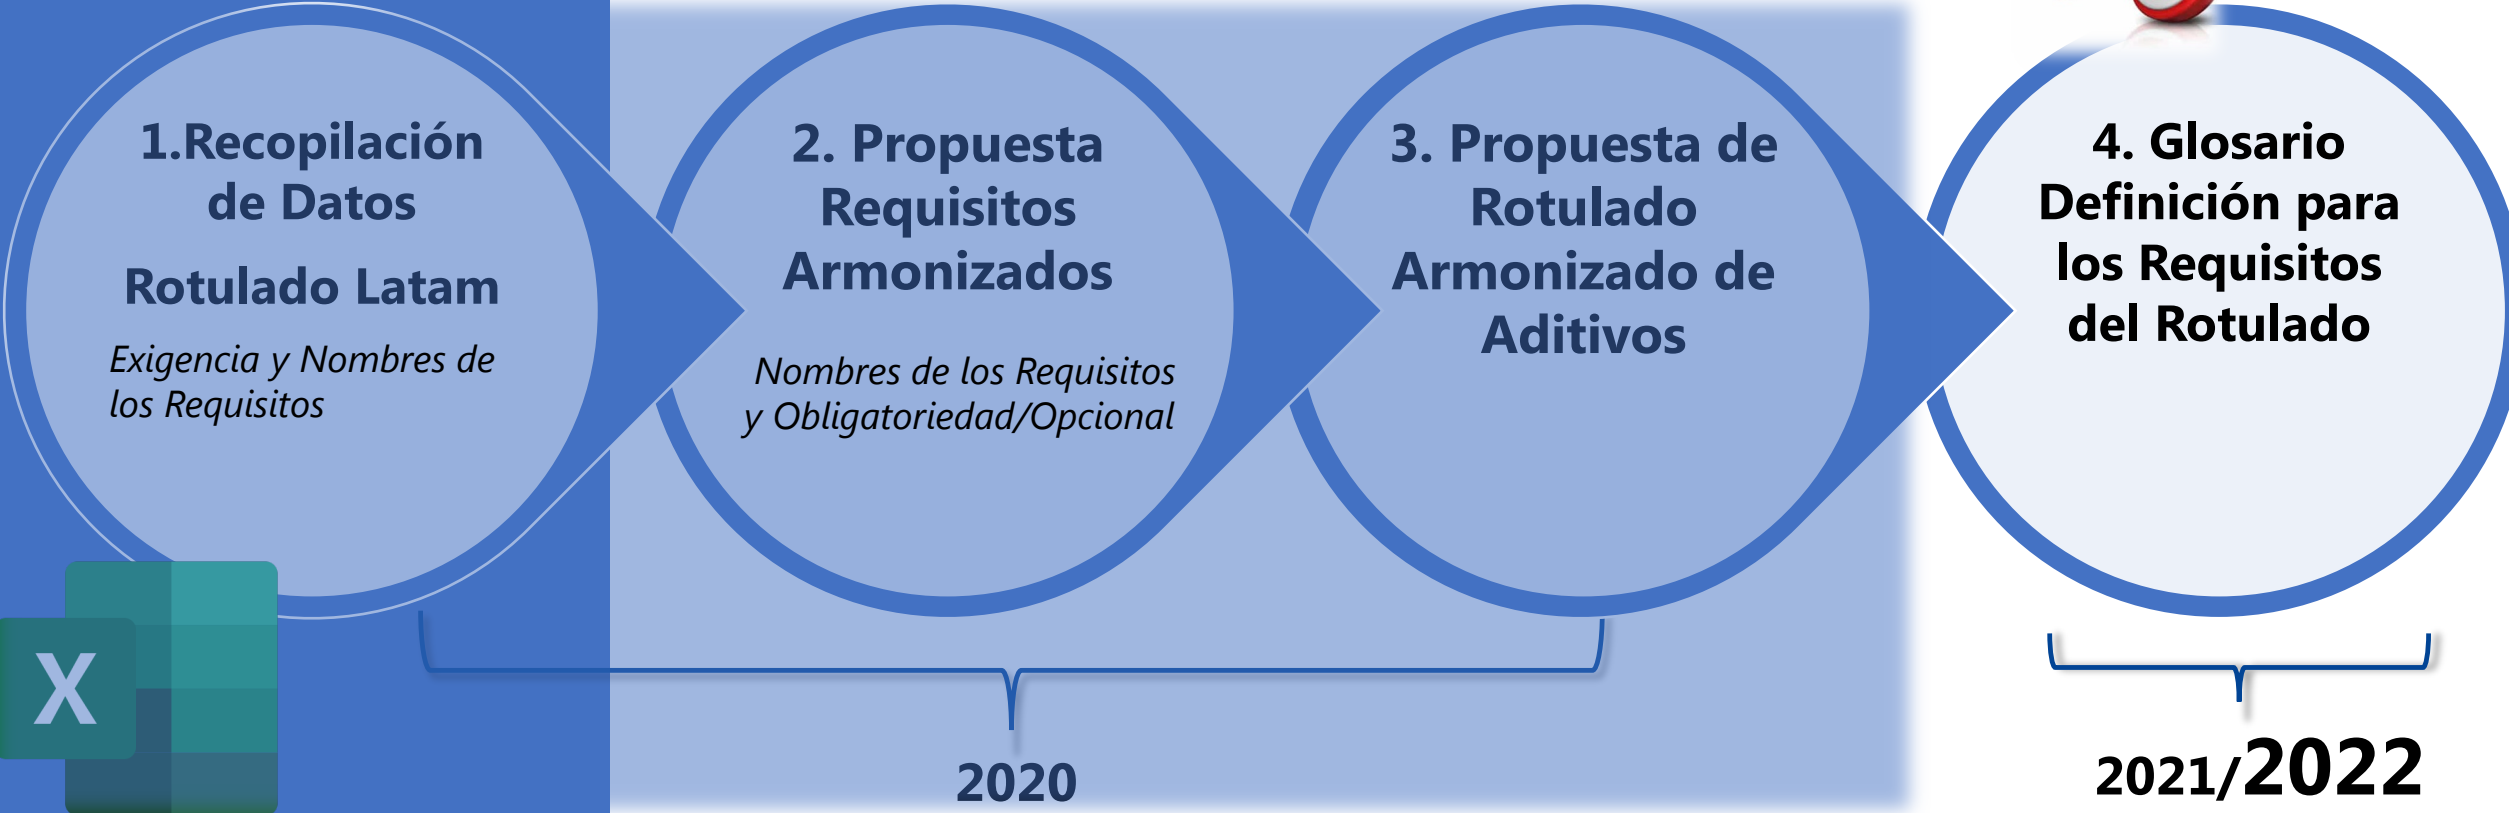 1.Recopilación
de Datos
Rotulado Latam
Exigencia y Nombres de
los Requisitos
2. Propuesta
Requisitos
Armonizados
Nombres de los Requisitos
y Obligatoriedad/Opcional
3. Propuesta de
Rotulado
Armonizado de
Aditivos
4. Glosario
Definición para
los Requisitos
del Rotulado
X
2020
2021/2022